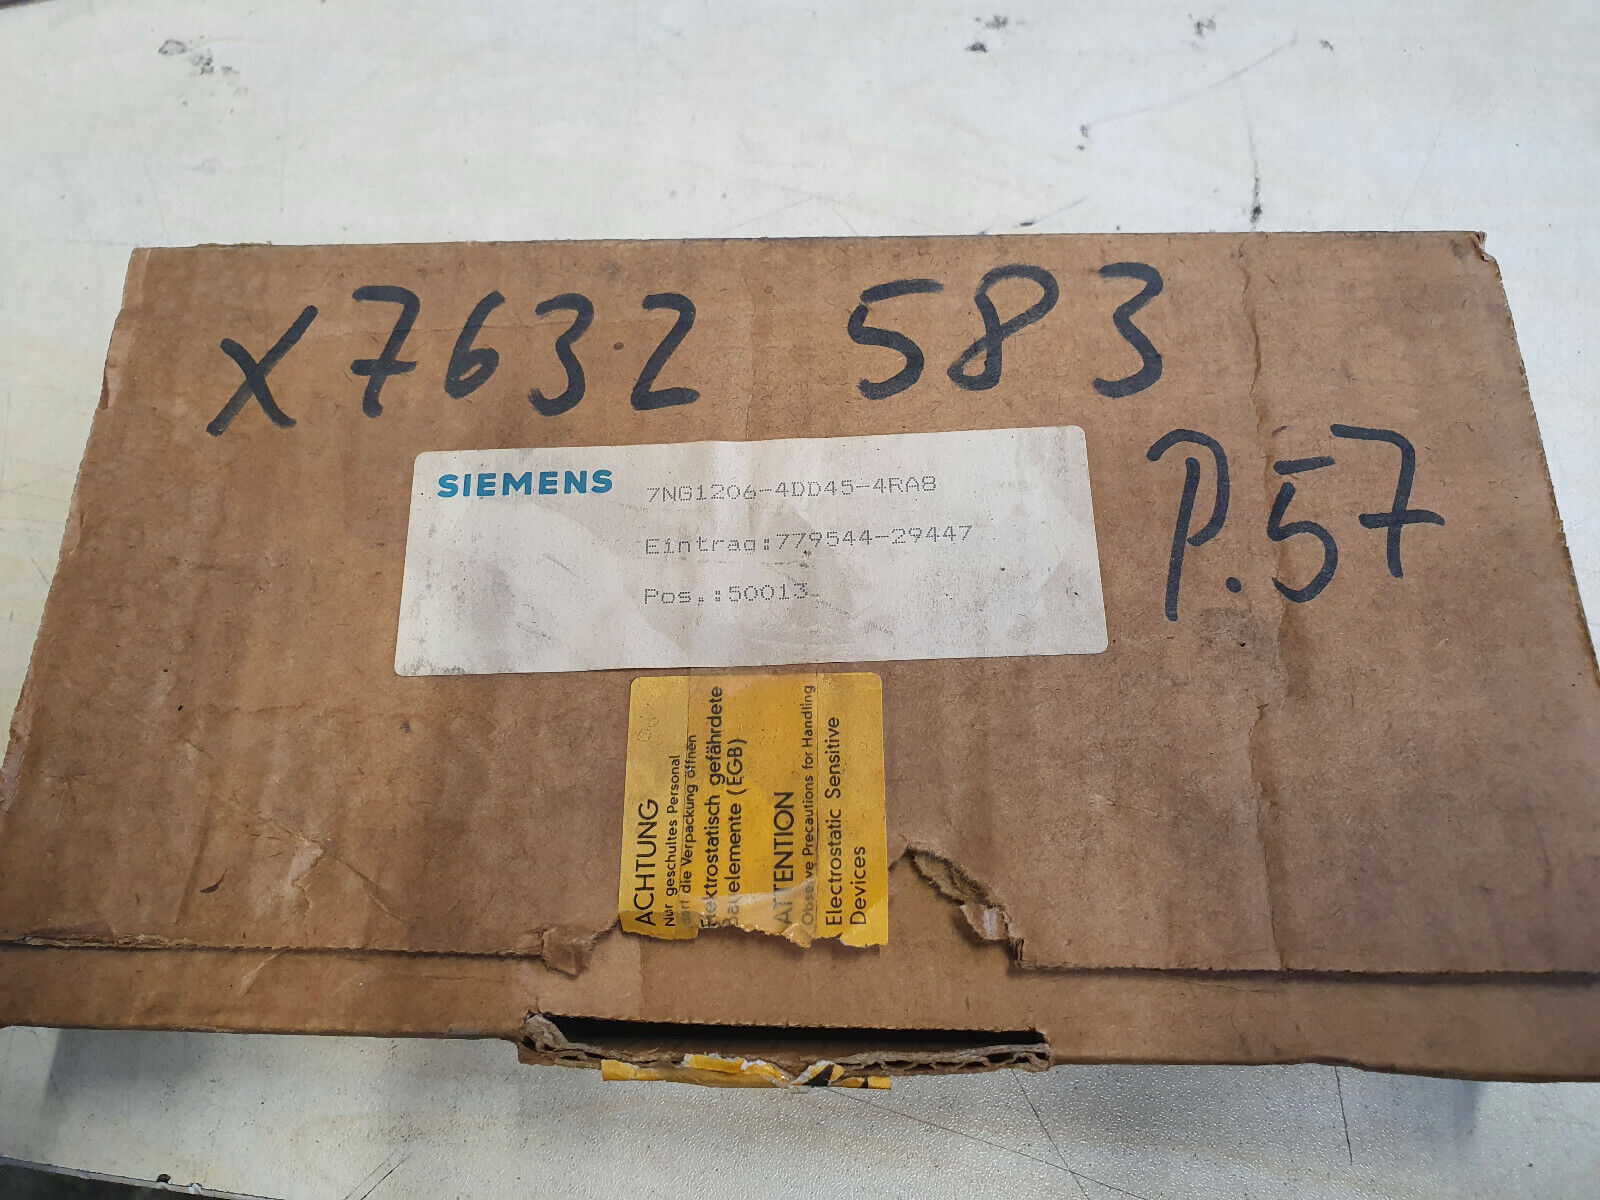 x7632 583
P.57
SIEMENS 7NG1206-4DD45-4RA8
Eintrag:779544-29447
Pos.:50013
ACHTUNG
Nur geschultes Personal
darf die Verpackung öffnen
Elektrostatisch gefährdete
Bauelemente (EGB)
ATTENTION
Observe Precautions for Handling
Electrostatic Sensitive
Devices